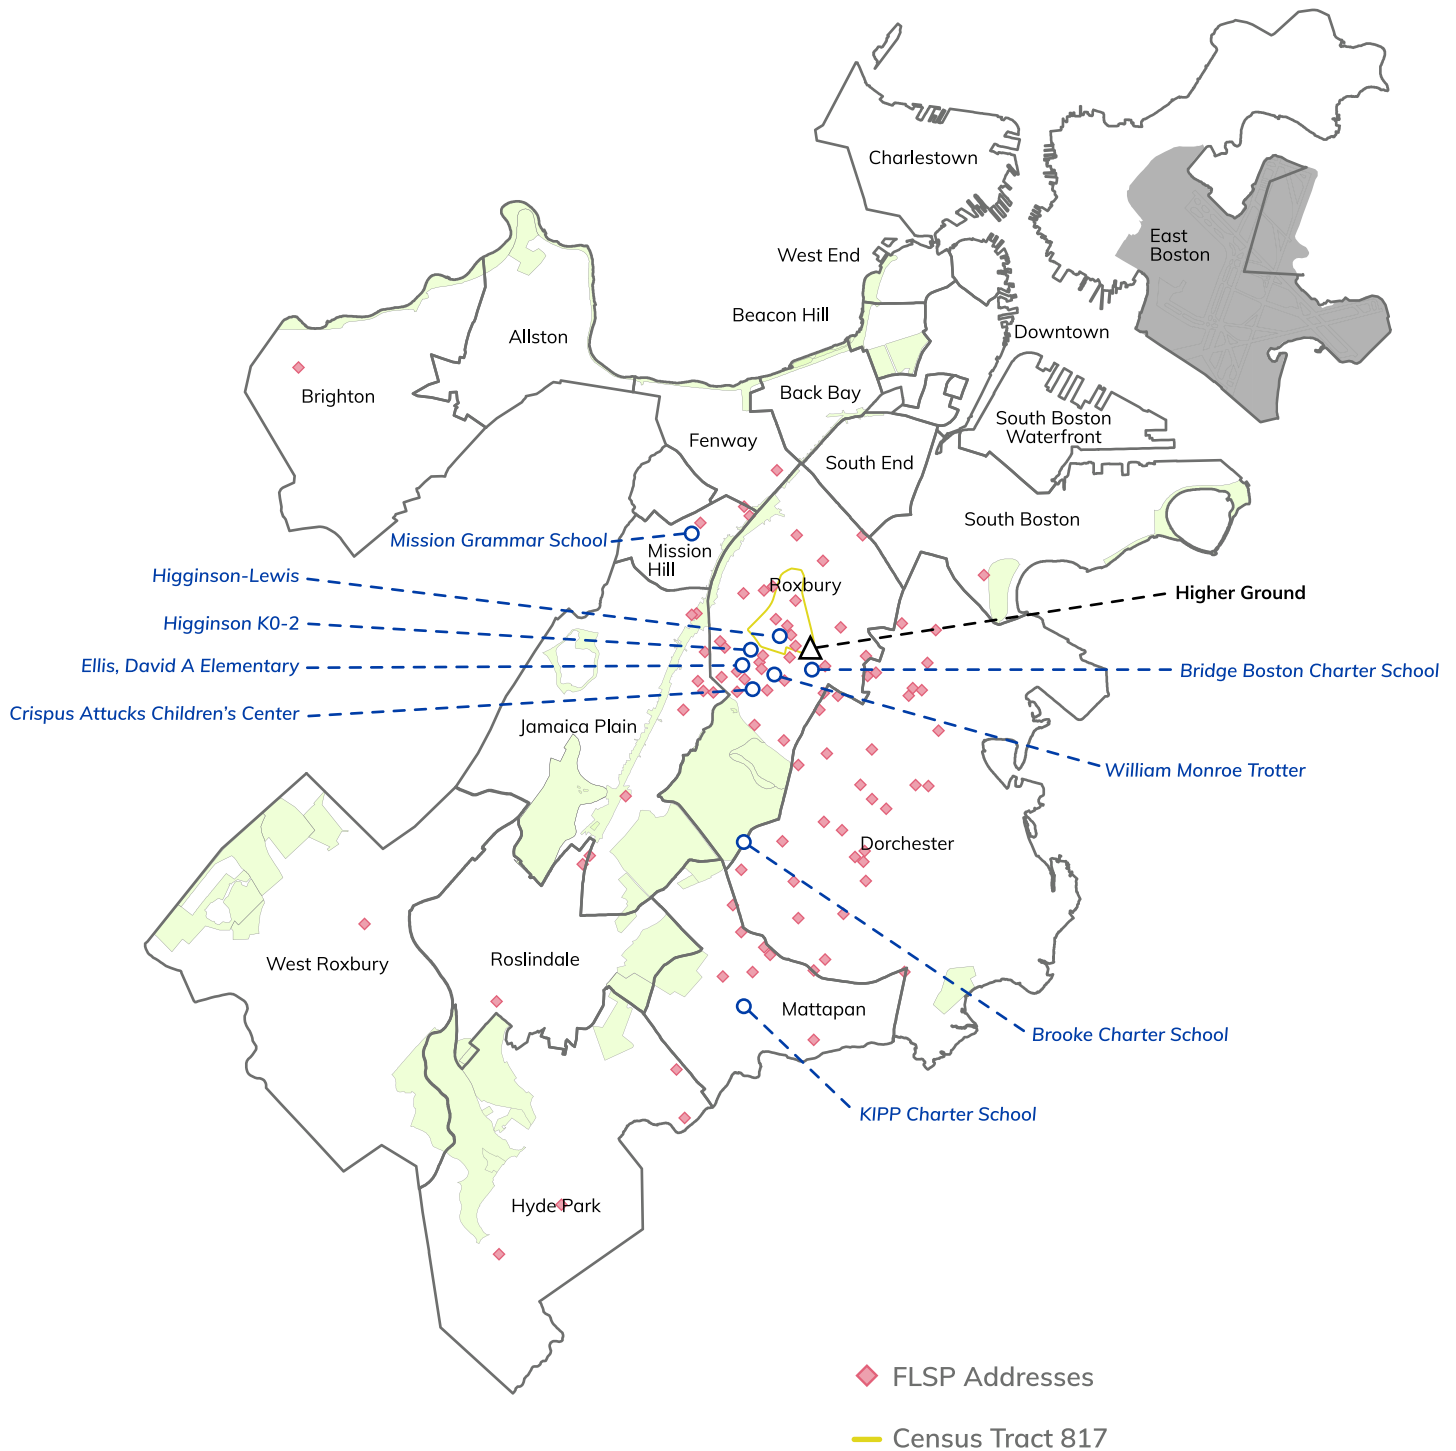 Charlestown
East
Boston
West End
Beacon Hill
Downtown
Allston
Brighton
Back Bay
South Boston
Waterfront
Fenway
South End
South Boston
Mission Grammar School
Mission
Hill
Higginson-Lewis
Roxbury
Higher Ground
Higginson K0-2
Ellis, David A Elementary
Bridge Boston Charter School
Crispus Attucks Children's Center
Jamaica Plain
William Monroe Trotter
Dorchester
West Roxbury
Roslindale
Mattapan
Brooke Charter School
KIPP Charter School
Hyde Park
FLSP Addresses
Census Tract 817